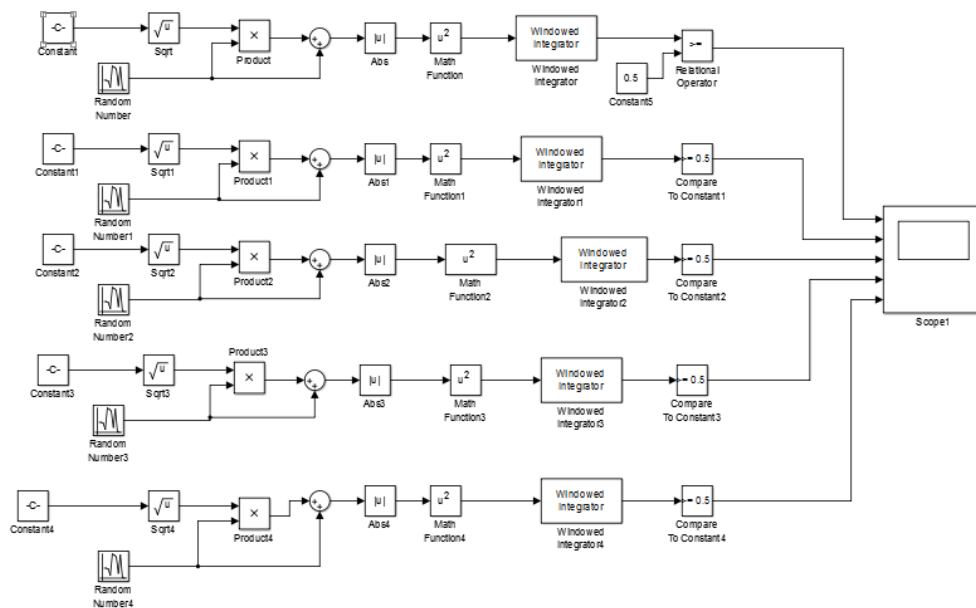 -C-
Constant
√u
Sqrt
×
Product
Random
Number
|u|
Abs
u²
Math
Function
Windowed
Integrator
Windowed
Integrator
>=
Relational
Operator
0.5
Constant5
-C-
Constant1
√u
Sqrt1
×
Product1
Random
Number1
|u|
Abs1
u²
Math
Function1
Windowed
Integrator
Windowed
Integrator1
>= 0.5
Compare
To Constant1
-C-
Constant2
√u
Sqrt2
×
Product2
Random
Number2
|u|
Abs2
u²
Math
Function2
Windowed
Integrator
Windowed
Integrator2
>= 0.5
Compare
To Constant2
Scope1
-C-
Constant3
√u
Sqrt3
Product3
×
Random
Number3
|u|
Abs3
u²
Math
Function3
Windowed
Integrator
Windowed
Integrator3
>= 0.5
Compare
To Constant3
-C-
Constant4
√u
Sqrt4
×
Product4
Random
Number4
|u|
Abs4
u²
Math
Function4
Windowed
Integrator
Windowed
Integrator4
>= 0.5
Compare
To Constant4